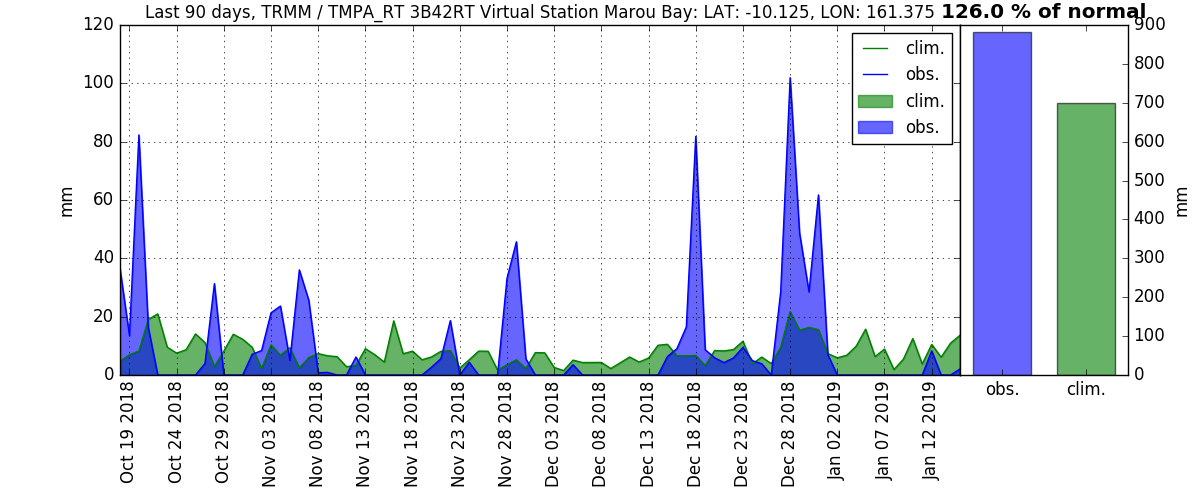 Last 90 days, TRMM / TMPA_RT 3B42RT Virtual Station Marou Bay: LAT: -10.125, LON: 161.375 126.0 % of normal
mm
120
100
80
60
40
20
0
clim.
obs.
clim.
obs.
900
800
700
600
500
400
300
200
100
0
mm
Oct 19 2018
Oct 24 2018
Oct 29 2018
Nov 03 2018
Nov 08 2018
Nov 13 2018
Nov 18 2018
Nov 23 2018
Nov 28 2018
Dec 03 2018
Dec 08 2018
Dec 13 2018
Dec 18 2018
Dec 23 2018
Dec 28 2018
Jan 02 2019
Jan 07 2019
Jan 12 2019
obs.
clim.